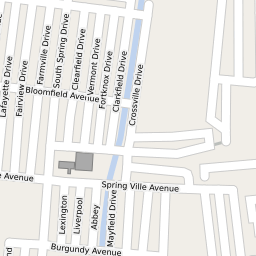 Lafayette Drive
Fairview Drive
Farmville Drive
South Spring Drive
Clearfield Drive
Vermont Drive
Fortknox Drive
Clarkfield Drive
Crossville Drive
Bloomfield Avenue
Avenue
Spring Ville Avenue
Lexington
Liverpool
Abbey
Mayfield Drive
Burgundy Avenue